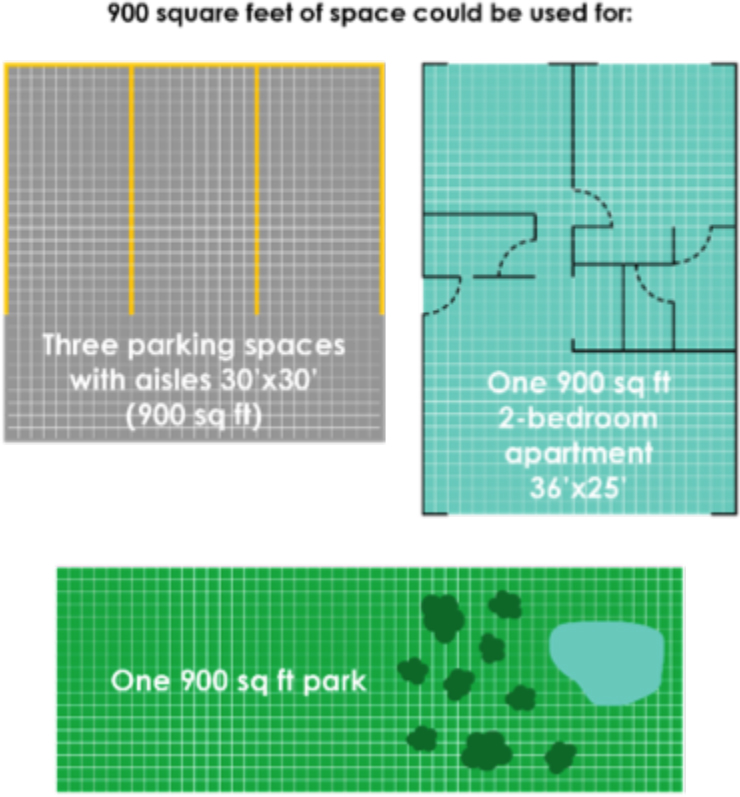 900 square feet of space could be used for:
Three parking spaces
with aisles 30'x30'
(900 sq ft)
One 900 sq ft
2-bedroom
apartment
36'x25'
One 900 sq ft park